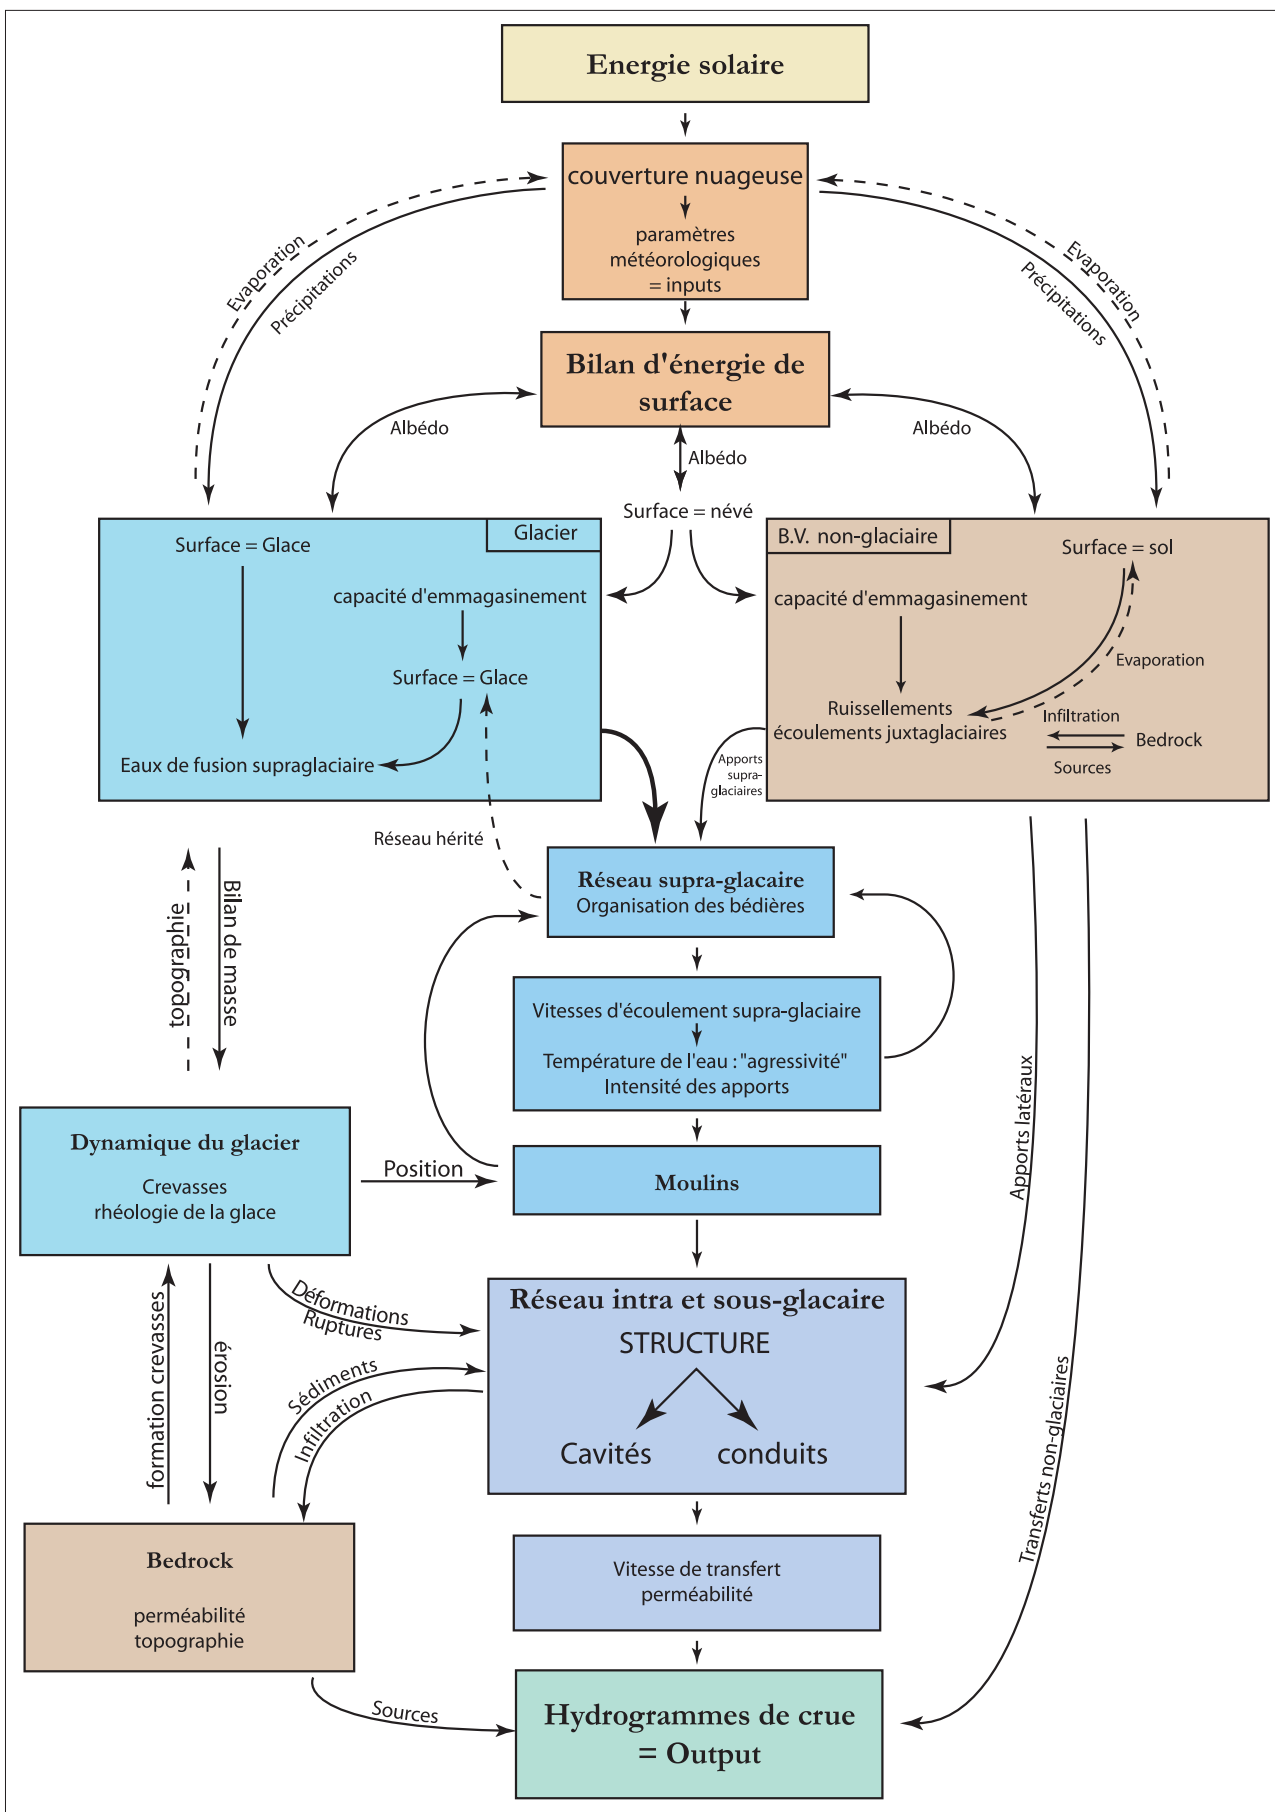 Energie solaire
couverture nuageuse
paramètres
météorologiques
= inputs
Evaporation
Précipitations
Evaporation
Précipitations
Bilan d'énergie de
surface
Albédo
Albédo
Albédo
Surface = névé
Glacier
Surface = Glace
capacité d'emmagasinement
Surface = Glace
Eaux de fusion supraglaciaire
B.V. non-glaciaire
Surface = sol
capacité d'emmagasinement
Evaporation
Ruissellements
écoulements juxtaglaciaires
Infiltration
Bedrock
Sources
Apports
supra-
glaciaires
Réseau hérité
Réseau supra-glacaire
Organisation des bédières
topographie
Bilan de masse
Vitesses d'écoulement supra-glaciaire
Température de l'eau : "agressivité"
Intensité des apports
Dynamique du glacier
Crevasses
rhéologie de la glace
Position
Moulins
Apports latéraux
Transferts non-glaciaires
Déformations
Ruptures
Réseau intra et sous-glacaire
STRUCTURE
Cavités
conduits
formation crevasses
érosion
Sédiments
Infiltration
Bedrock
perméabilité
topographie
Vitesse de transfert
perméabilité
Sources
Hydrogrammes de crue
= Output